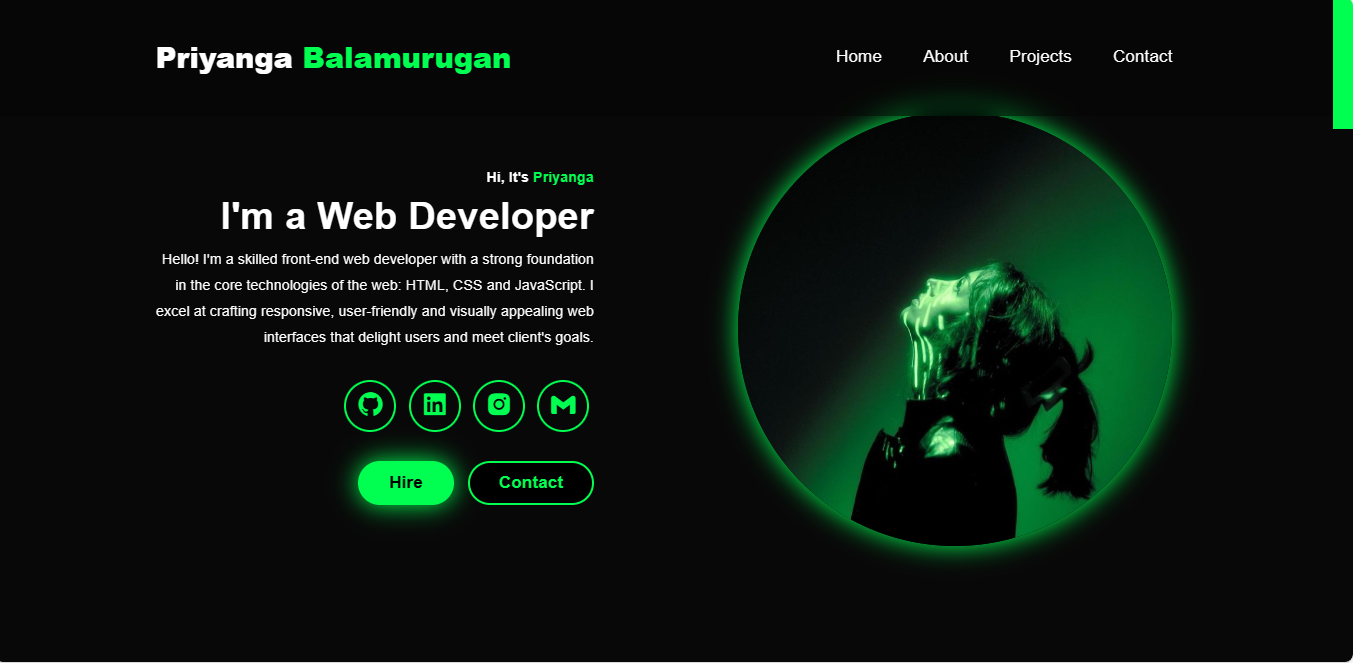 Priyanga Balamurugan
Home About Projects Contact
Hi, It's Priyanga
I'm a Web Developer
Hello! I'm a skilled front-end web developer with a strong foundation
in the core technologies of the web: HTML, CSS and JavaScript. I
excel at crafting responsive, user-friendly and visually appealing web
interfaces that delight users and meet client's goals.
in
Hire Contact